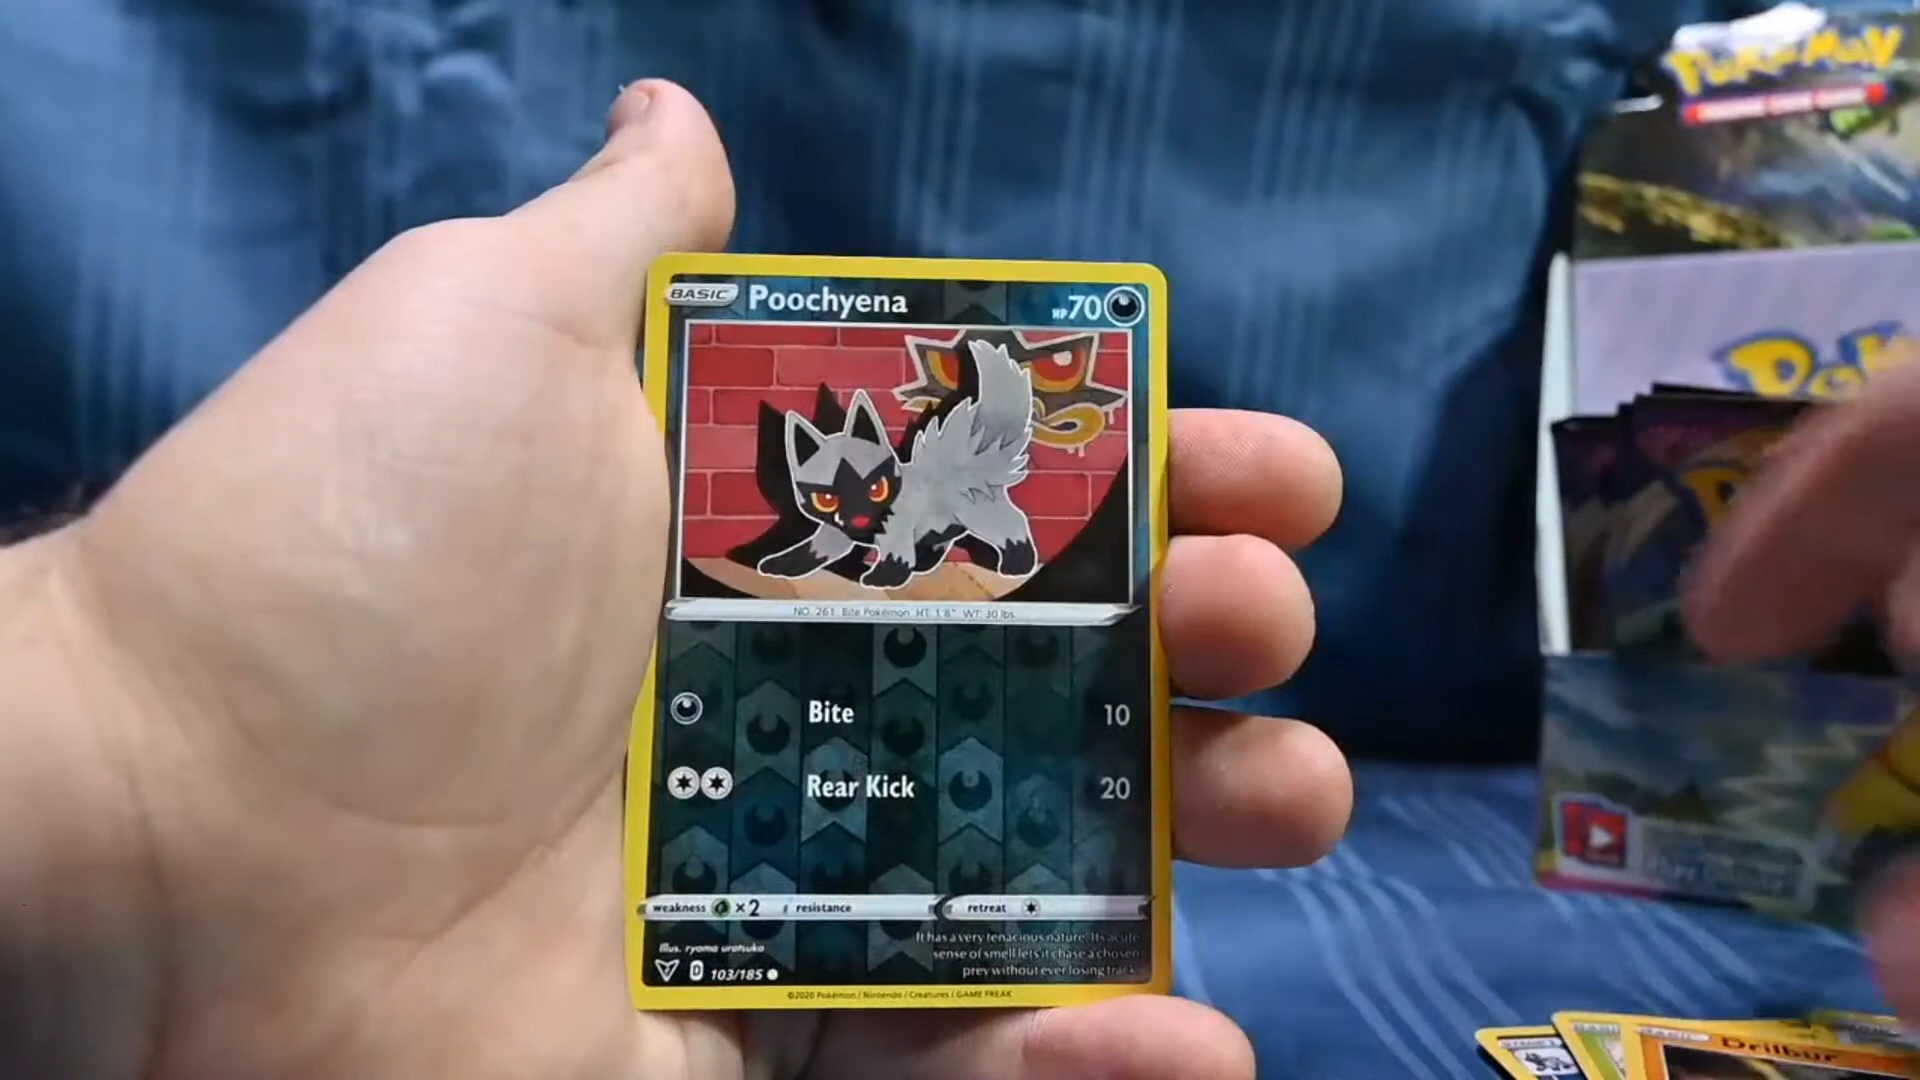 POKéMON
BASIC Poochyena HP 70
NO. 261 Bite Pokémon HT: 1'8" WT: 30 lbs.
Bite 10
Rear Kick 20
weakness ×2 resistance retreat
Illus. ryoma uratsuka
It has a very tenacious nature. Its acute
sense of smell lets it chase a chosen
prey without ever losing track.
D 103/185
©2020 Pokémon / Nintendo / Creatures / GAME FREAK
Drilbur